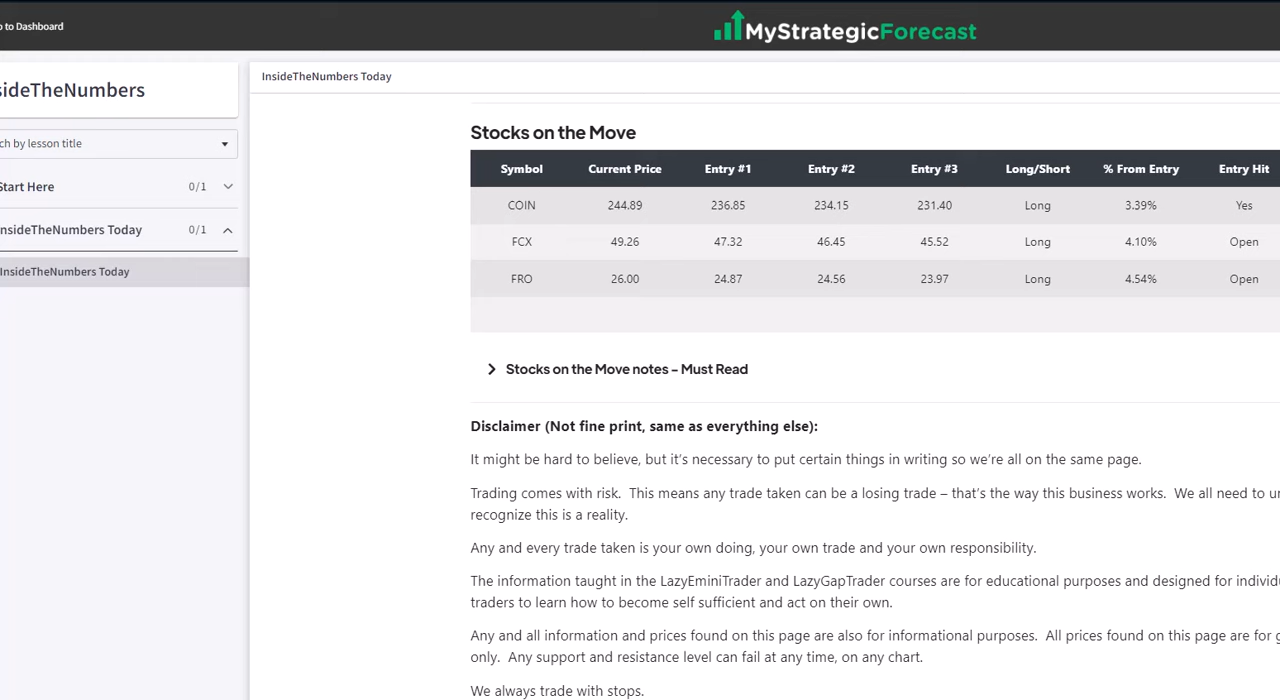 to Dashboard
MyStrategicForecast
InsideTheNumbers Today
sideTheNumbers
Stocks on the Move
ch by lesson title
Symbol Current Price Entry #1 Entry #2 Entry #3 Long/Short % From Entry Entry Hit
Start Here 0/1
COIN 244.89 236.85 234.15 231.40 Long 3.39% Yes
nsideTheNumbers Today 0/1
FCX 49.26 47.32 46.45 45.52 Long 4.10% Open
InsideTheNumbers Today
FRO 26.00 24.87 24.56 23.97 Long 4.54% Open
Stocks on the Move notes – Must Read
Disclaimer (Not fine print, same as everything else):
It might be hard to believe, but it’s necessary to put certain things in writing so we’re all on the same page.
Trading comes with risk.  This means any trade taken can be a losing trade – that’s the way this business works.  We all need to un
recognize this is a reality.
Any and every trade taken is your own doing, your own trade and your own responsibility.
The information taught in the LazyEminiTrader and LazyGapTrader courses are for educational purposes and designed for individu
traders to learn how to become self sufficient and act on their own.
Any and all information and prices found on this page are also for informational purposes.  All prices found on this page are for g
only.  Any support and resistance level can fail at any time, on any chart.
We always trade with stops.